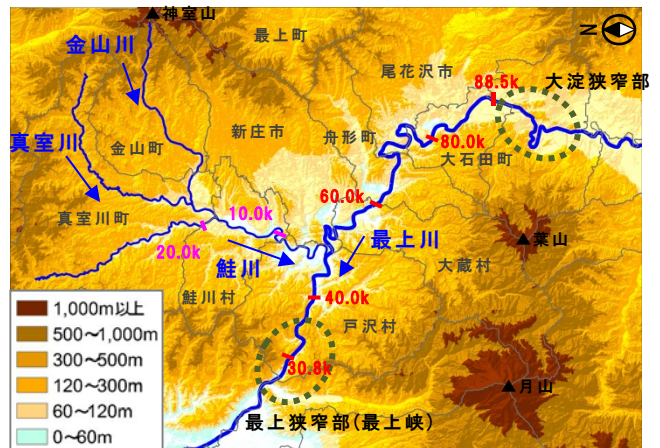 神室山
金山川
最上町
N
尾花沢市
88.5k
大淀狭窄部
真室川
金山町
新庄市
舟形町
80.0k
大石田町
真室川町
10.0k
60.0k
20.0k
鮭川
最上川
葉山
大蔵村
鮭川村
40.0k
戸沢村
30.8k
月山
最上狭窄部(最上峡)
1,000m以上
500~1,000m
300~500m
120~300m
60~120m
0~60m